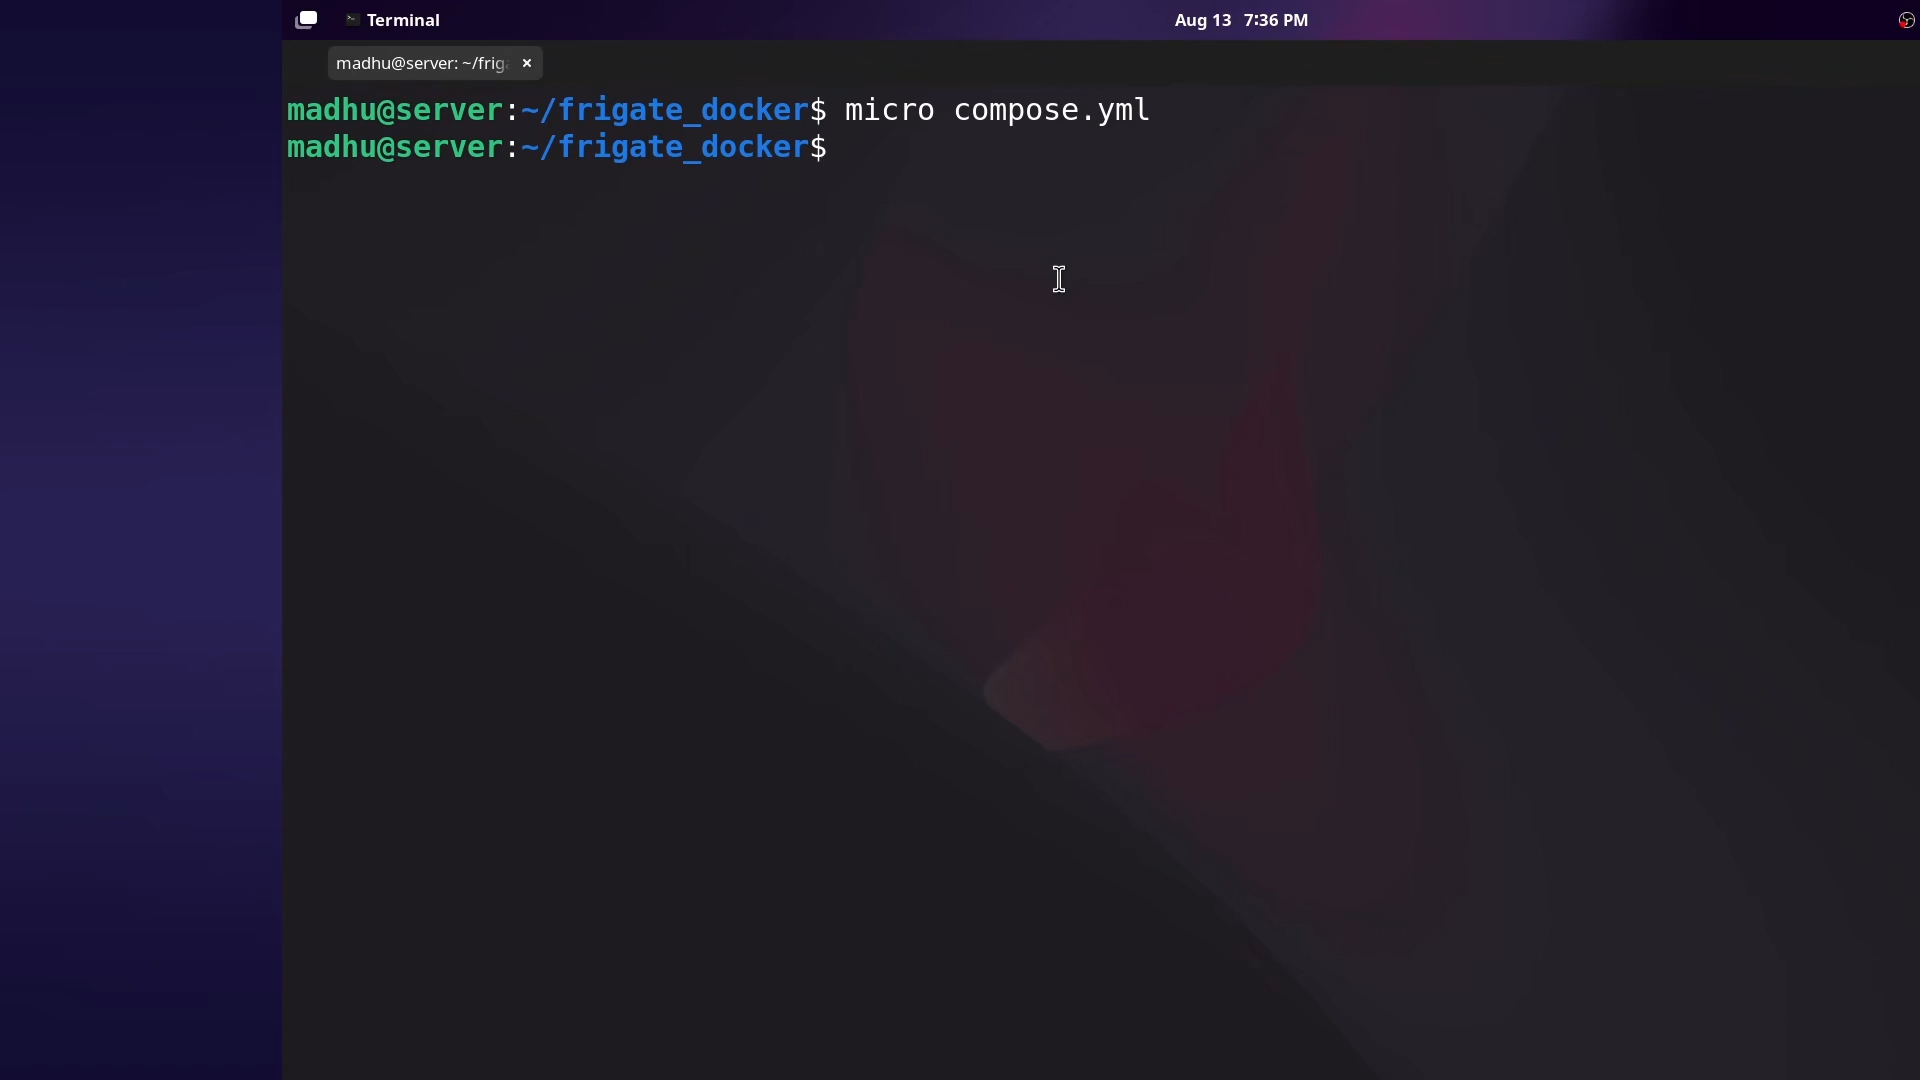 Terminal
Aug 13 7:36 PM
madhu@server: ~/frig
madhu@server:~/frigate_docker$ micro compose.yml
madhu@server:~/frigate_docker$